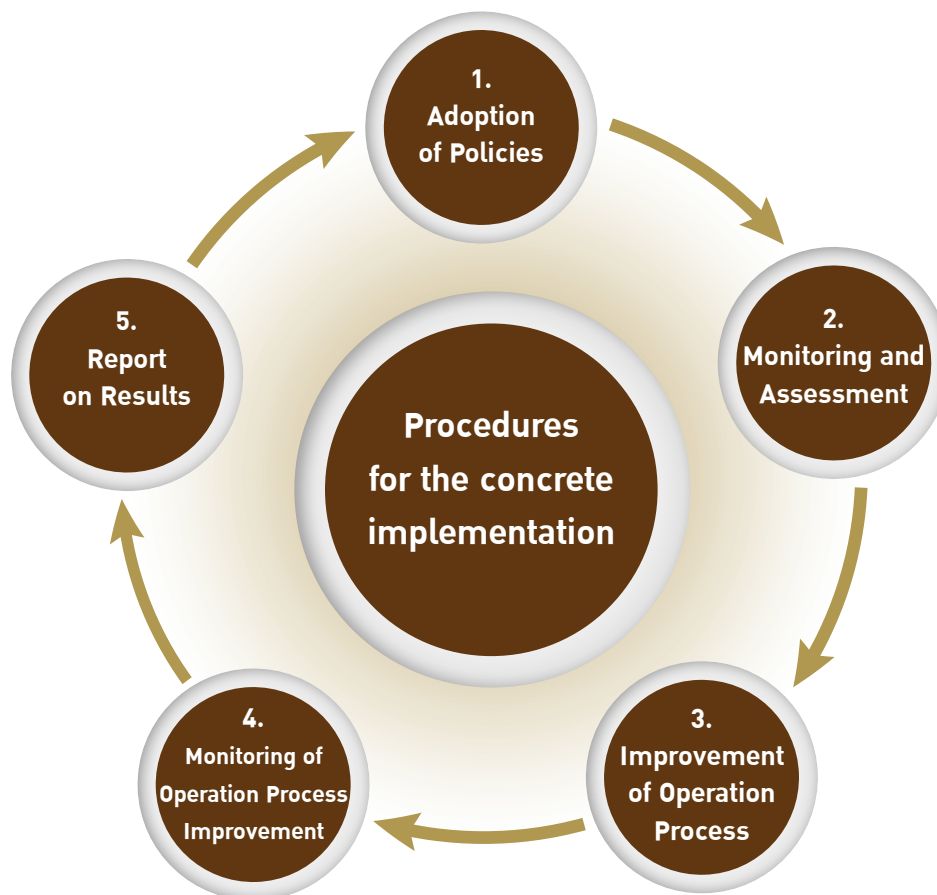 1.
Adoption
of Policies
2.
Monitoring and
Assessment
3.
Improvement
of Operation
Process
4.
Monitoring of
Operation Process
Improvement
5.
Report
on Results
Procedures
for the concrete
implementation